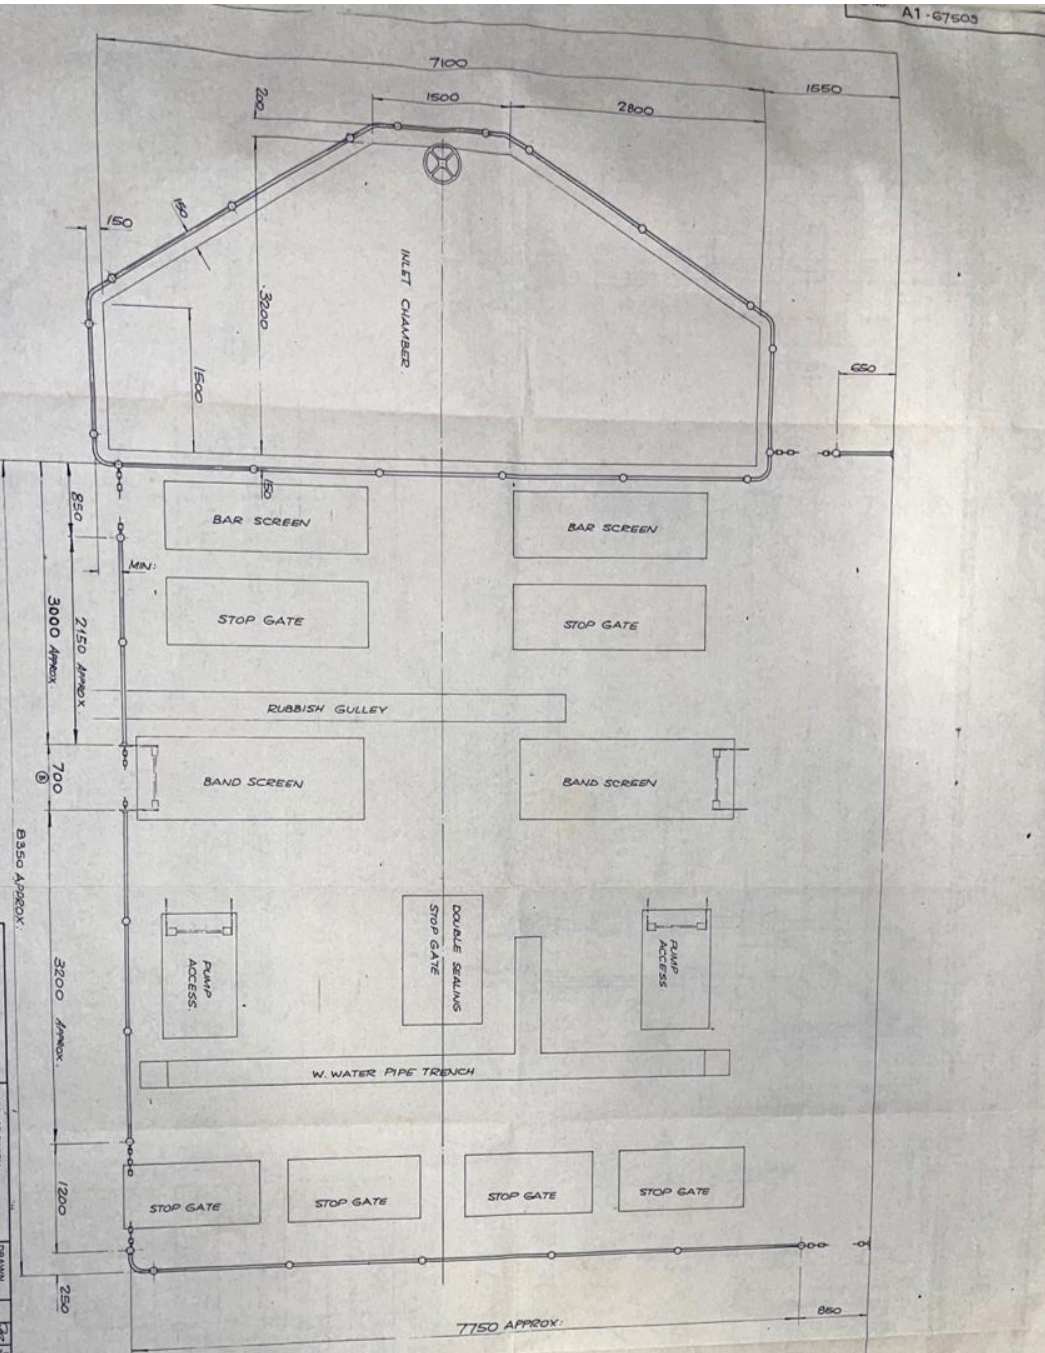 A1-67503
7100
1550
1500
2800
200
150
150
3200
1500
INLET CHAMBER.
650
150
850
BAR SCREEN
BAR SCREEN
MIN:
STOP GATE
STOP GATE
3000 APPROX.
2150 APPROX.
RUBBISH GULLEY
700
B
BAND SCREEN
BAND SCREEN
8350 APPROX.
PUMP
ACCESS.
DOUBLE SEALING
STOP GATE
PUMP
ACCESS
3200 APPROX.
W. WATER PIPE TRENCH
1200
STOP GATE
STOP GATE
STOP GATE
STOP GATE
250
7750 APPROX:
DRAWN